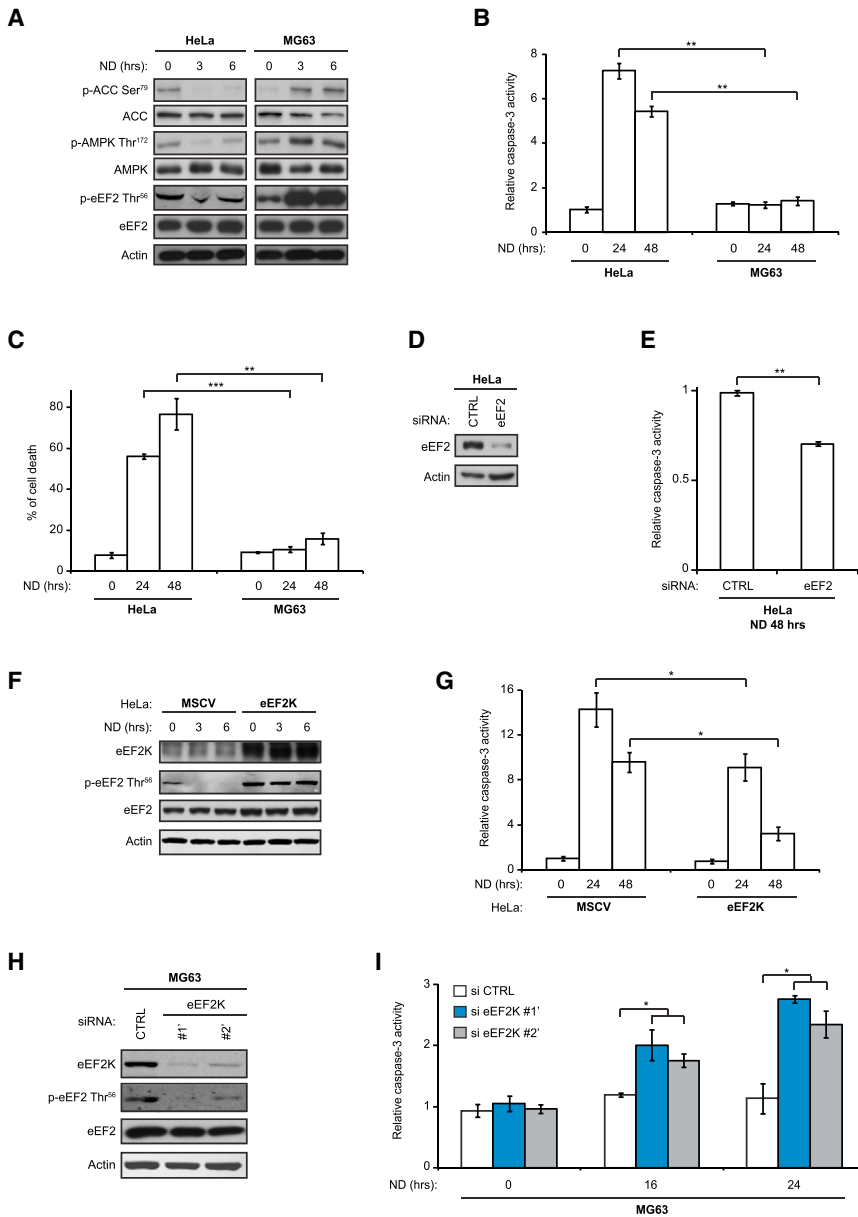 A
HeLa MG63
ND (hrs): 0 3 6 0 3 6
p-ACC Ser79
ACC
p-AMPK Thr172
AMPK
p-eEF2 Thr56
eEF2
Actin
B
Relative caspase-3 activity
8
6
4
2
0
** 
**
ND (hrs): 0 24 48 0 24 48
HeLa MG63
C
% of cell death
80
60
40
20
0
**
***
ND (hrs): 0 24 48 0 24 48
HeLa MG63
D
HeLa
siRNA: CTRL eEF2
eEF2
Actin
E
Relative caspase-3 activity
1
0.5
0
**
siRNA: CTRL eEF2
HeLa
ND 48 hrs
F
HeLa: MSCV eEF2K
ND (hrs): 0 3 6 0 3 6
eEF2K
p-eEF2 Thr56
eEF2
Actin
G
Relative caspase-3 activity
16
12
8
4
0
*
*
ND (hrs): 0 24 48 0 24 48
HeLa: MSCV eEF2K
H
MG63
eEF2K
siRNA: CTRL #1' #2'
eEF2K
p-eEF2 Thr56
eEF2
Actin
I
Relative caspase-3 activity
3
2
1
0
si CTRL
si eEF2K #1'
si eEF2K #2'
*
*
ND (hrs): 0 16 24
MG63